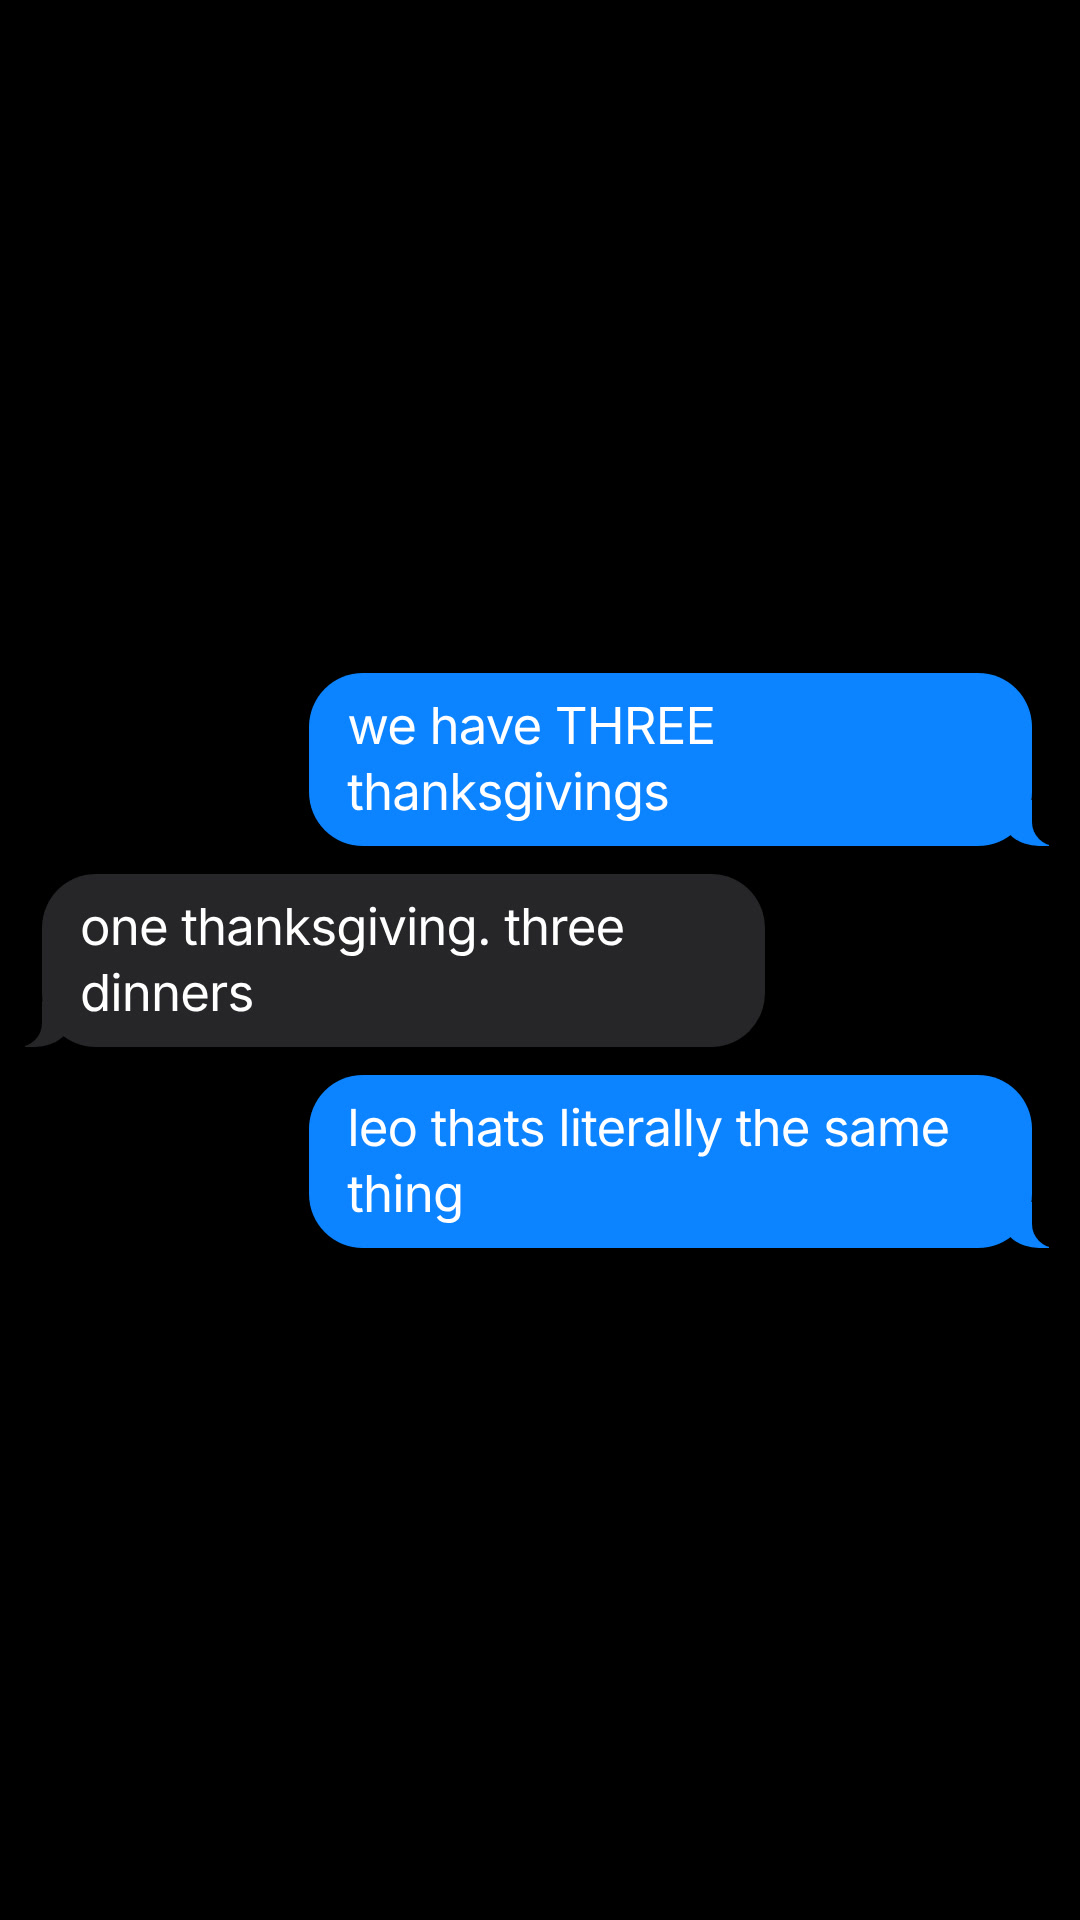 we have THREE
thanksgivings
one thanksgiving. three
dinners
leo thats literally the same
thing